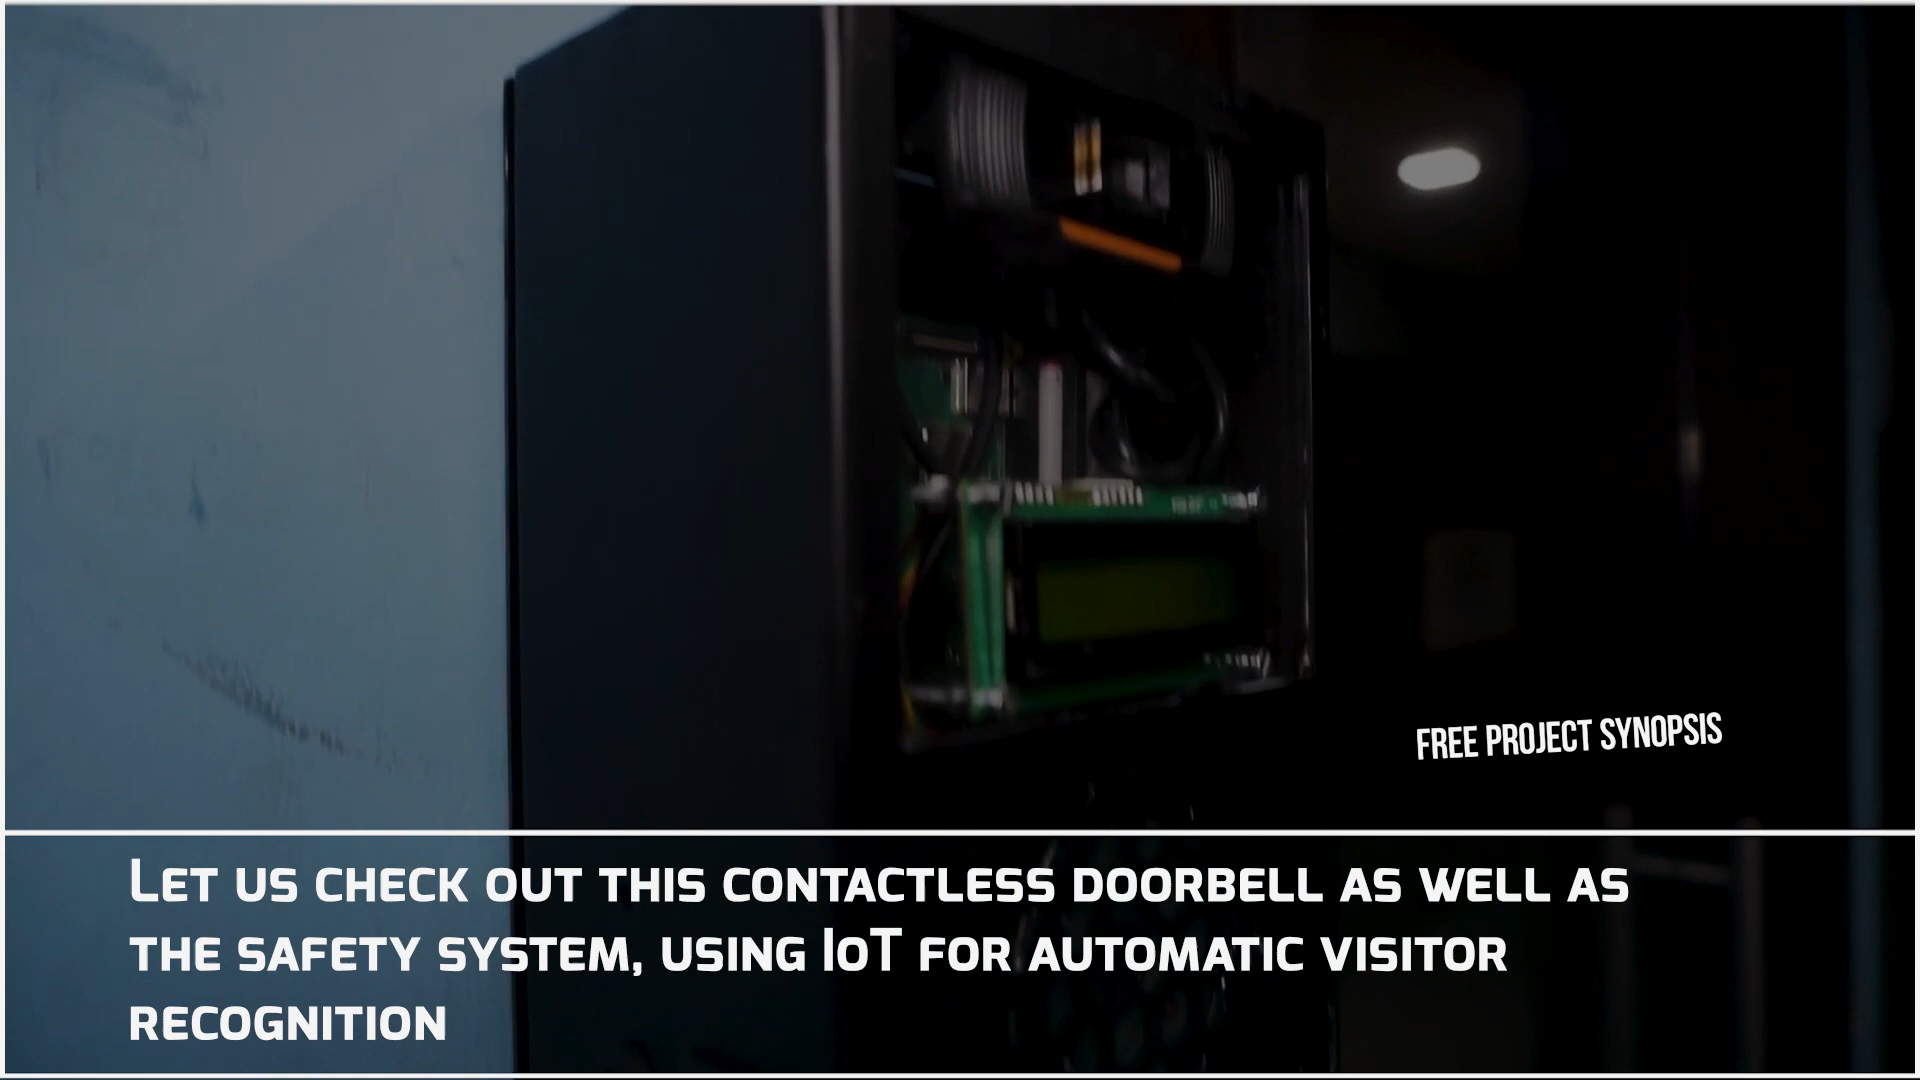 FREE PROJECT SYNOPSIS
Let us check out this contactless doorbell as well as
the safety system, using IoT for automatic visitor
recognition